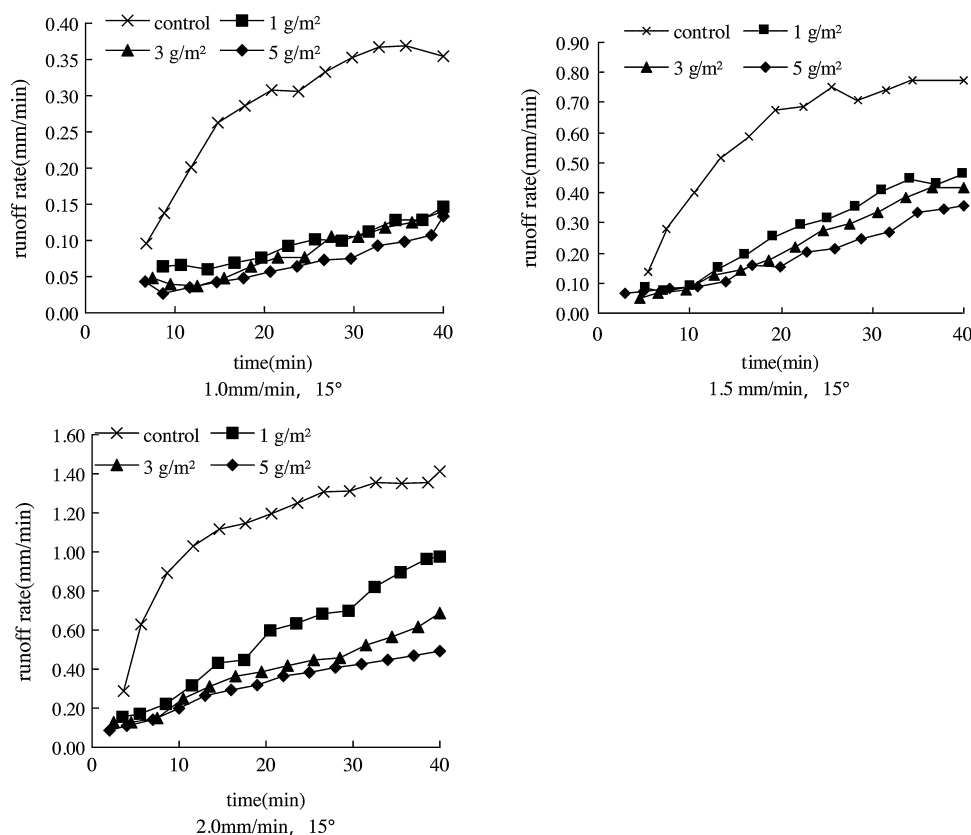 control 1 g/m²
3 g/m² 5 g/m²
0.40
0.35
0.30
0.25
0.20
0.15
0.10
0.05
0.00
runoff rate(mm/min)
0 10 20 30 40
time(min)
1.0mm/min, 15°
control 1 g/m²
3 g/m² 5 g/m²
0.90
0.80
0.70
0.60
0.50
0.40
0.30
0.20
0.10
0.00
runoff rate(mm/min)
0 10 20 30 40
time(min)
1.5 mm/min, 15°
control 1 g/m²
3 g/m² 5 g/m²
1.60
1.40
1.20
1.00
0.80
0.60
0.40
0.20
0.00
runoff rate(mm/min)
0 10 20 30 40
time(min)
2.0mm/min, 15°